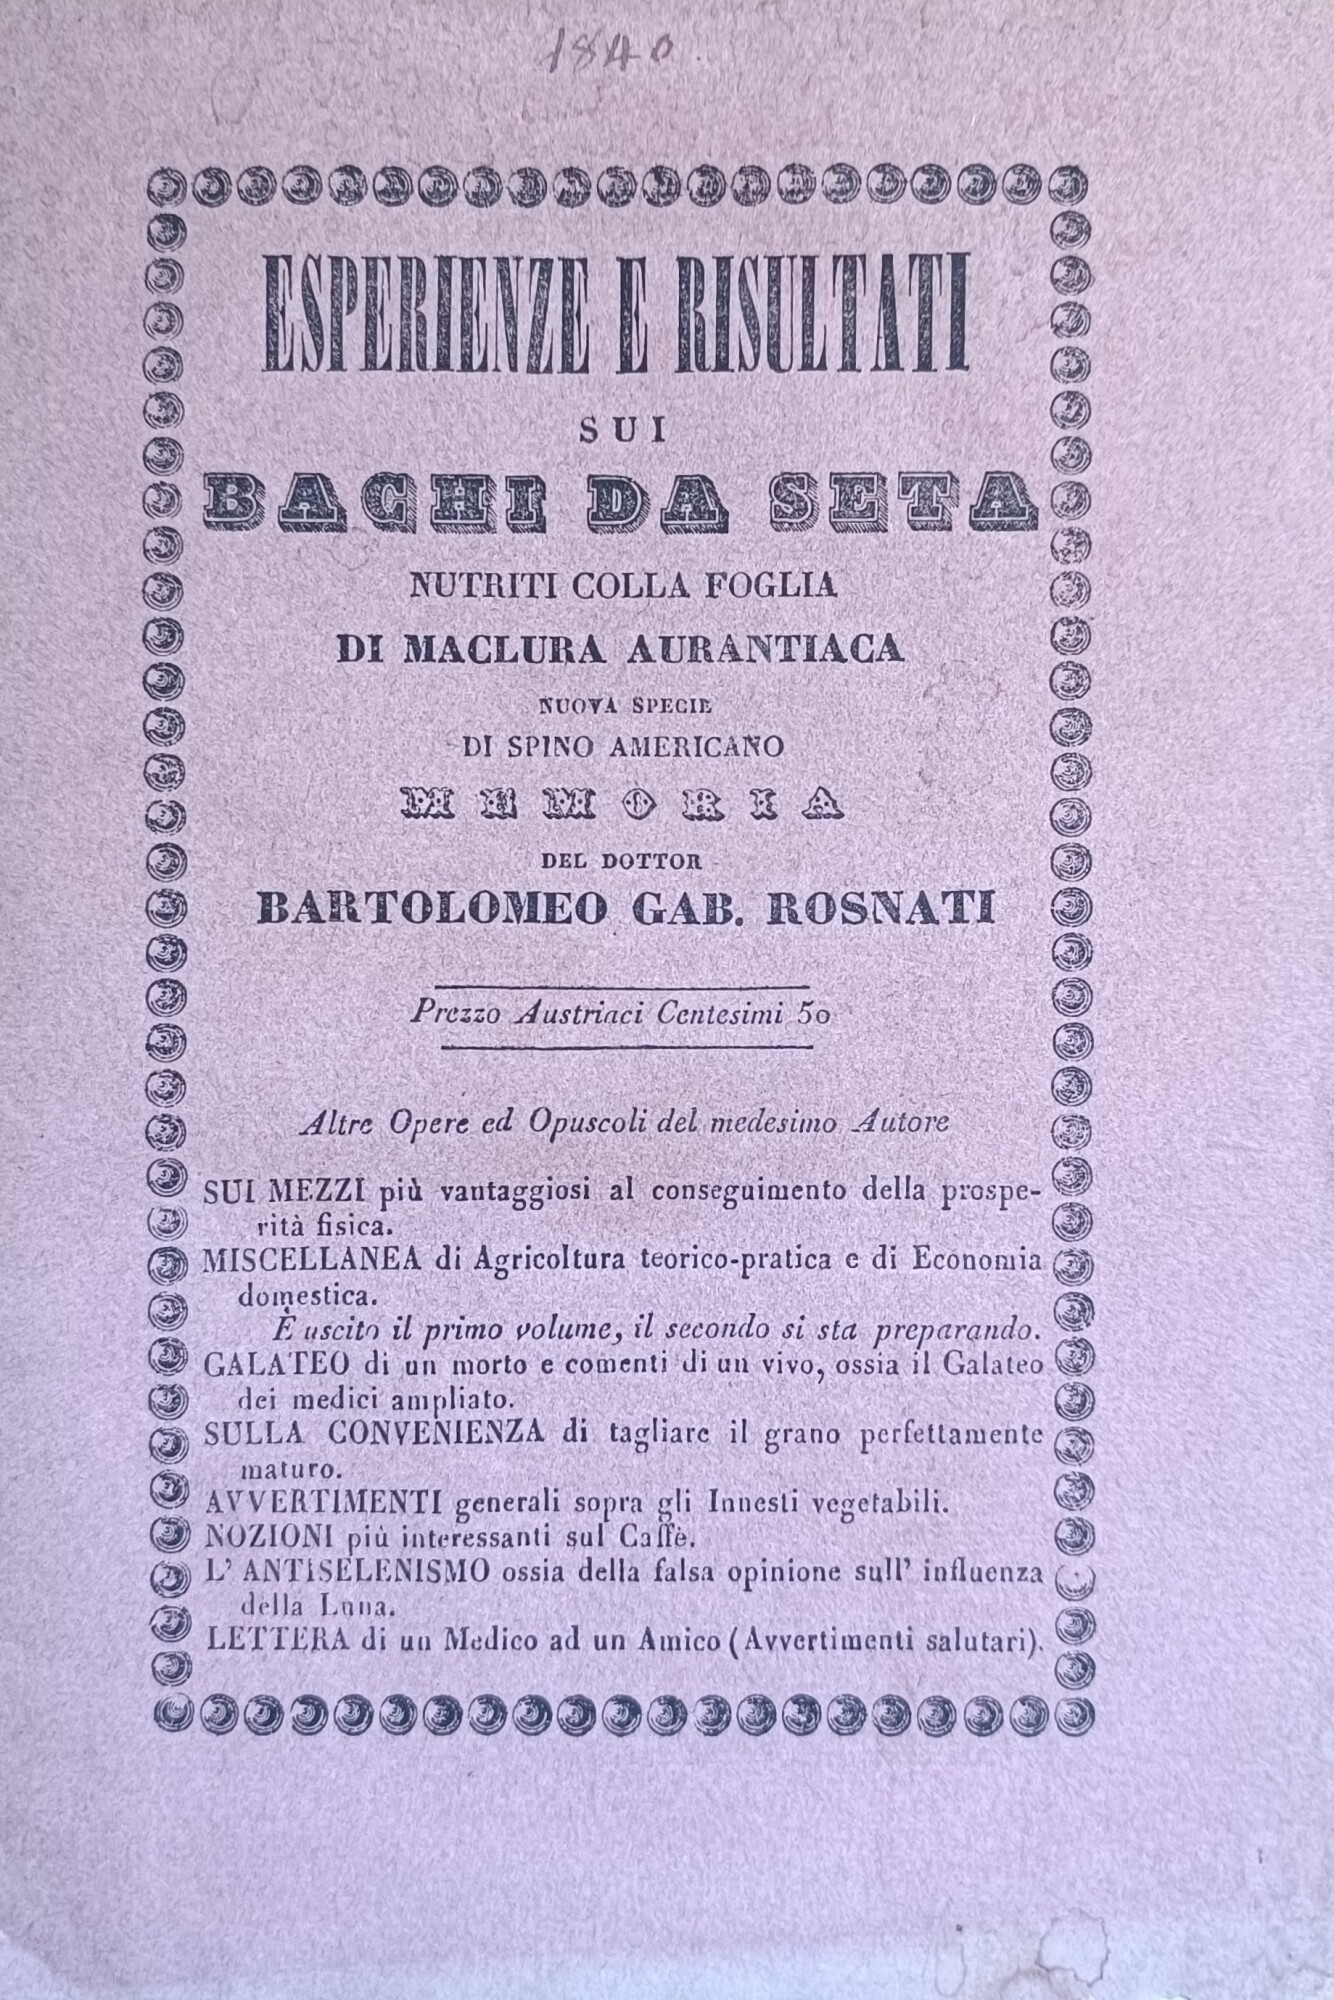 1840.
ESPERIENZE E RISULTATI
SUI
BACHI DA SETA
NUTRITI COLLA FOGLIA
DI MACLURA AURANTIACA
NUOVA SPECIE
DI SPINO AMERICANO
MEMORIA
DEL DOTTOR
BARTOLOMEO GAB. ROSNATI
Prezzo Austriaci Centesimi 50
Altre Opere ed Opuscoli del medesimo Autore
SUI MEZZI più vantaggiosi al conseguimento della prospe-
rità fisica.
MISCELLANEA di Agricoltura teorico-pratica e di Economia
domestica.
È uscito il primo volume, il secondo si sta preparando.
GALATEO di un morto e comenti di un vivo, ossia il Galateo
dei medici ampliato.
SULLA CONVENIENZA di tagliare il grano perfettamente
maturo.
AVVERTIMENTI generali sopra gli Innesti vegetabili.
NOZIONI più interessanti sul Caffè.
L' ANTISELENISMO ossia della falsa opinione sull' influenza
della Luna.
LETTERA di un Medico ad un Amico (Avvertimenti salutari).